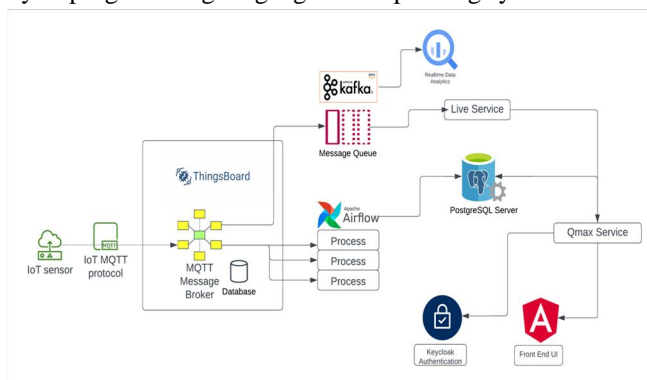 kafka
Realtime Data
Analytics
Message Queue
Live Service
ThingsBoard
Apache
Airflow
PostgreSQL Server
Qmax Service
MQTT
IoT sensor
IoT MQTT
protocol
MQTT
Message
Broker
Database
Process
Process
Process
Keycloak
Authentication
Front End UI